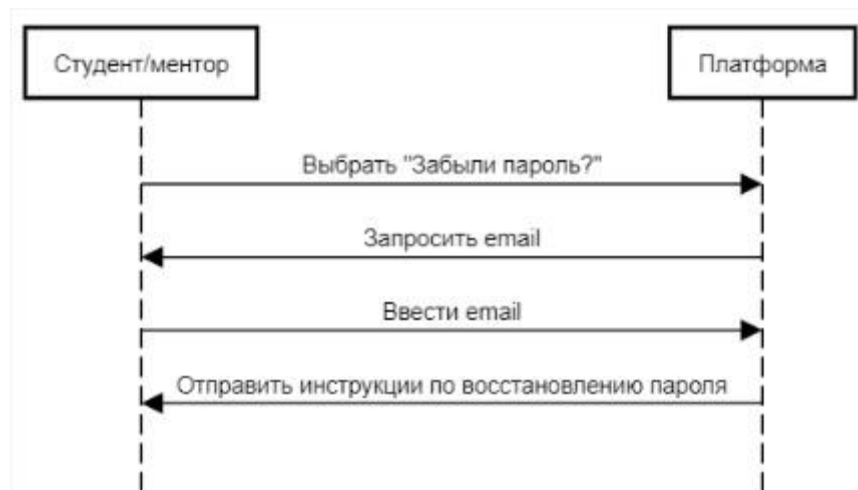 Студент/ментор
Платформа
Выбрать "Забыли пароль?"
Запросить email
Ввести email
Отправить инструкции по восстановлению пароля